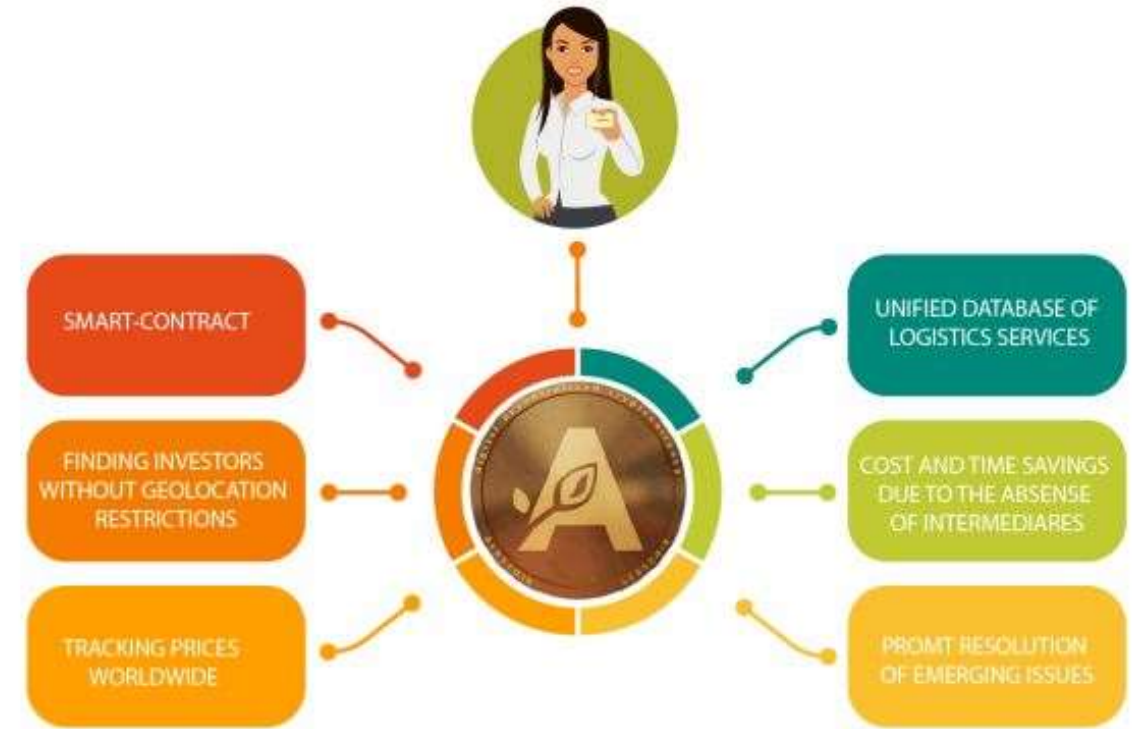 SMART-CONTRACT
FINDING INVESTORS
WITHOUT GEOLOCATION
RESTRICTIONS
TRACKING PRICES
WORLDWIDE
A
UNIFIED DATABASE OF
LOGISTICS SERVICES
COST AND TIME SAVINGS
DUE TO THE ABSENSE
OF INTERMEDIARES
PROMT RESOLUTION
OF EMERGING ISSUES